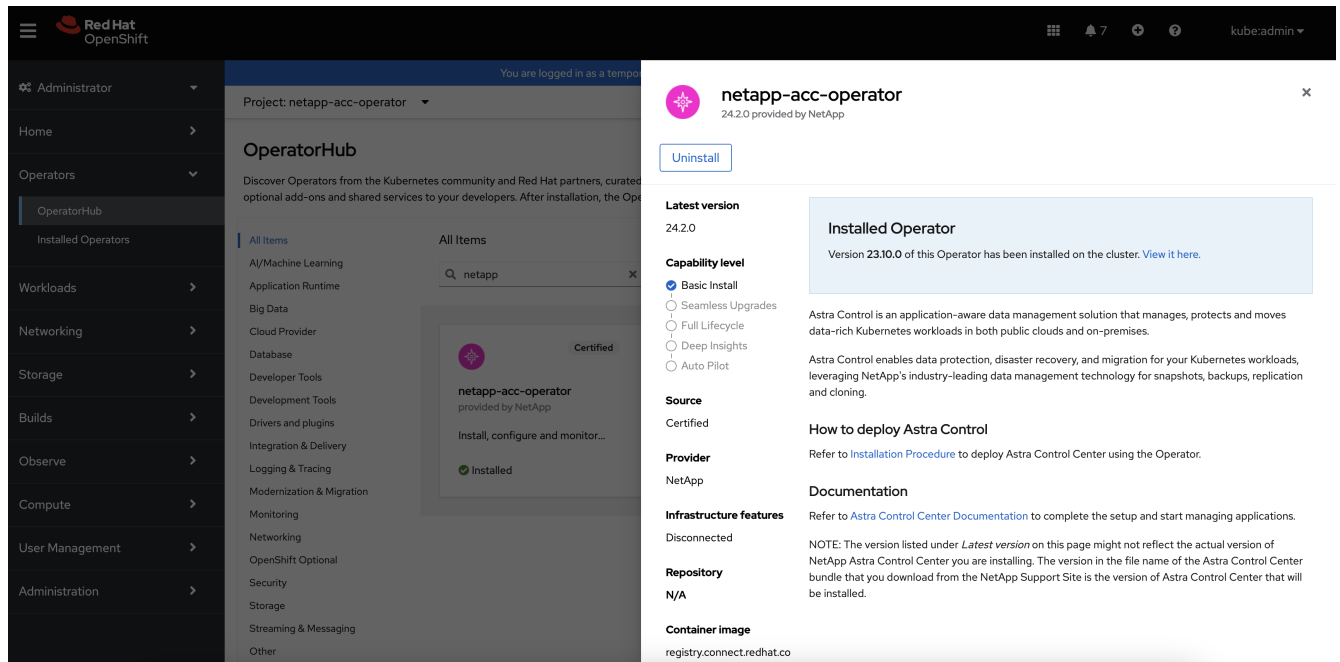 Red Hat
OpenShift
7
kube:admin
Administrator
Home
Operators
OperatorHub
Installed Operators
Workloads
Networking
Storage
Builds
Observe
Compute
User Management
Administration
You are logged in as a tempo
Project: netapp-acc-operator
OperatorHub
Discover Operators from the Kubernetes community and Red Hat partners, curated
optional add-ons and shared services to your developers. After installation, the Ope
All Items
AI/Machine Learning
Application Runtime
Big Data
Cloud Provider
Database
Developer Tools
Development Tools
Drivers and plugins
Integration & Delivery
Logging & Tracing
Modernization & Migration
Monitoring
Networking
OpenShift Optional
Security
Storage
Streaming & Messaging
Other
All Items
netapp
Certified
netapp-acc-operator
provided by NetApp
Install, configure and monitor...
Installed
netapp-acc-operator
24.2.0 provided by NetApp
Uninstall
Latest version
24.2.0
Capability level
Basic Install
Seamless Upgrades
Full Lifecycle
Deep Insights
Auto Pilot
Source
Certified
Provider
NetApp
Infrastructure features
Disconnected
Repository
N/A
Container image
registry.connect.redhat.co
Installed Operator
Version 23.10.0 of this Operator has been installed on the cluster. View it here.
Astra Control is an application-aware data management solution that manages, protects and moves
data-rich Kubernetes workloads in both public clouds and on-premises.
Astra Control enables data protection, disaster recovery, and migration for your Kubernetes workloads,
leveraging NetApp's industry-leading data management technology for snapshots, backups, replication
and cloning.
How to deploy Astra Control
Refer to Installation Procedure to deploy Astra Control Center using the Operator.
Documentation
Refer to Astra Control Center Documentation to complete the setup and start managing applications.
NOTE: The version listed under Latest version on this page might not reflect the actual version of
NetApp Astra Control Center you are installing. The version in the file name of the Astra Control Center
bundle that you download from the NetApp Support Site is the version of Astra Control Center that will
be installed.